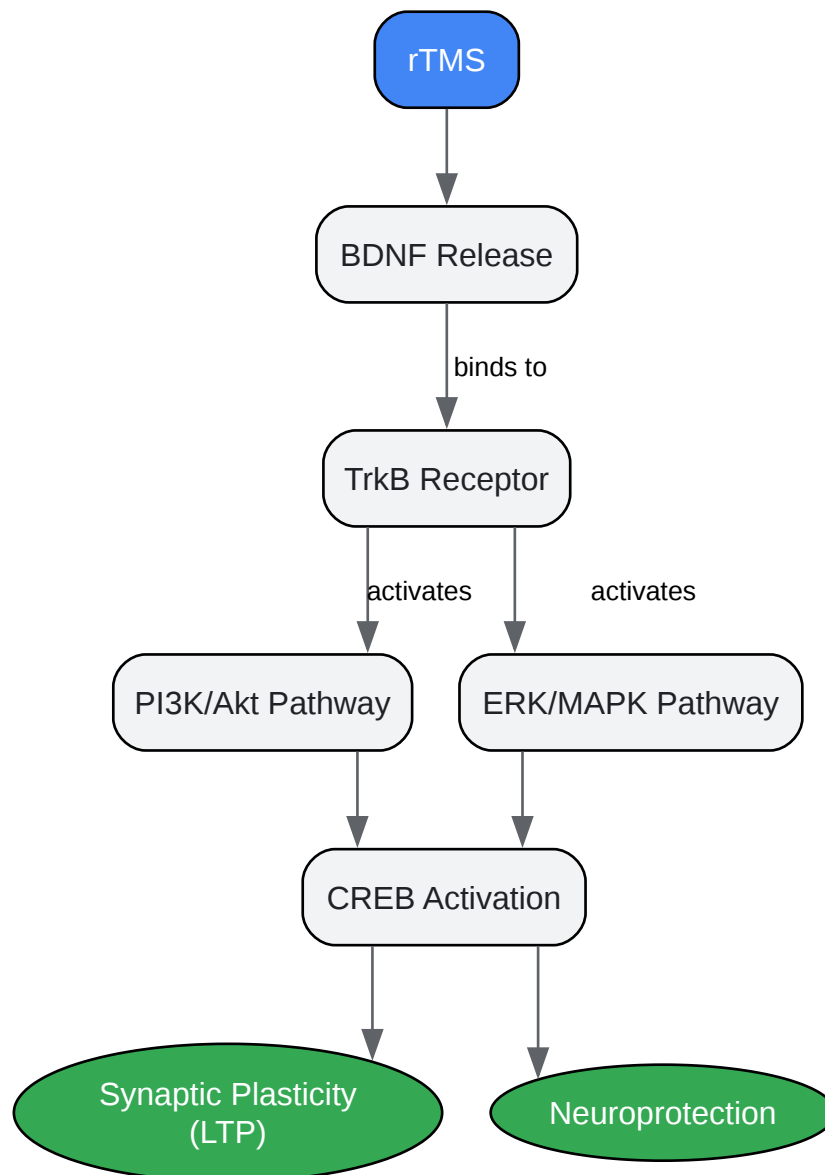 rTMS
BDNF Release
binds to
TrkB Receptor
activates
activates
PI3K/Akt Pathway
ERK/MAPK Pathway
CREB Activation
Synaptic Plasticity
(LTP)
Neuroprotection